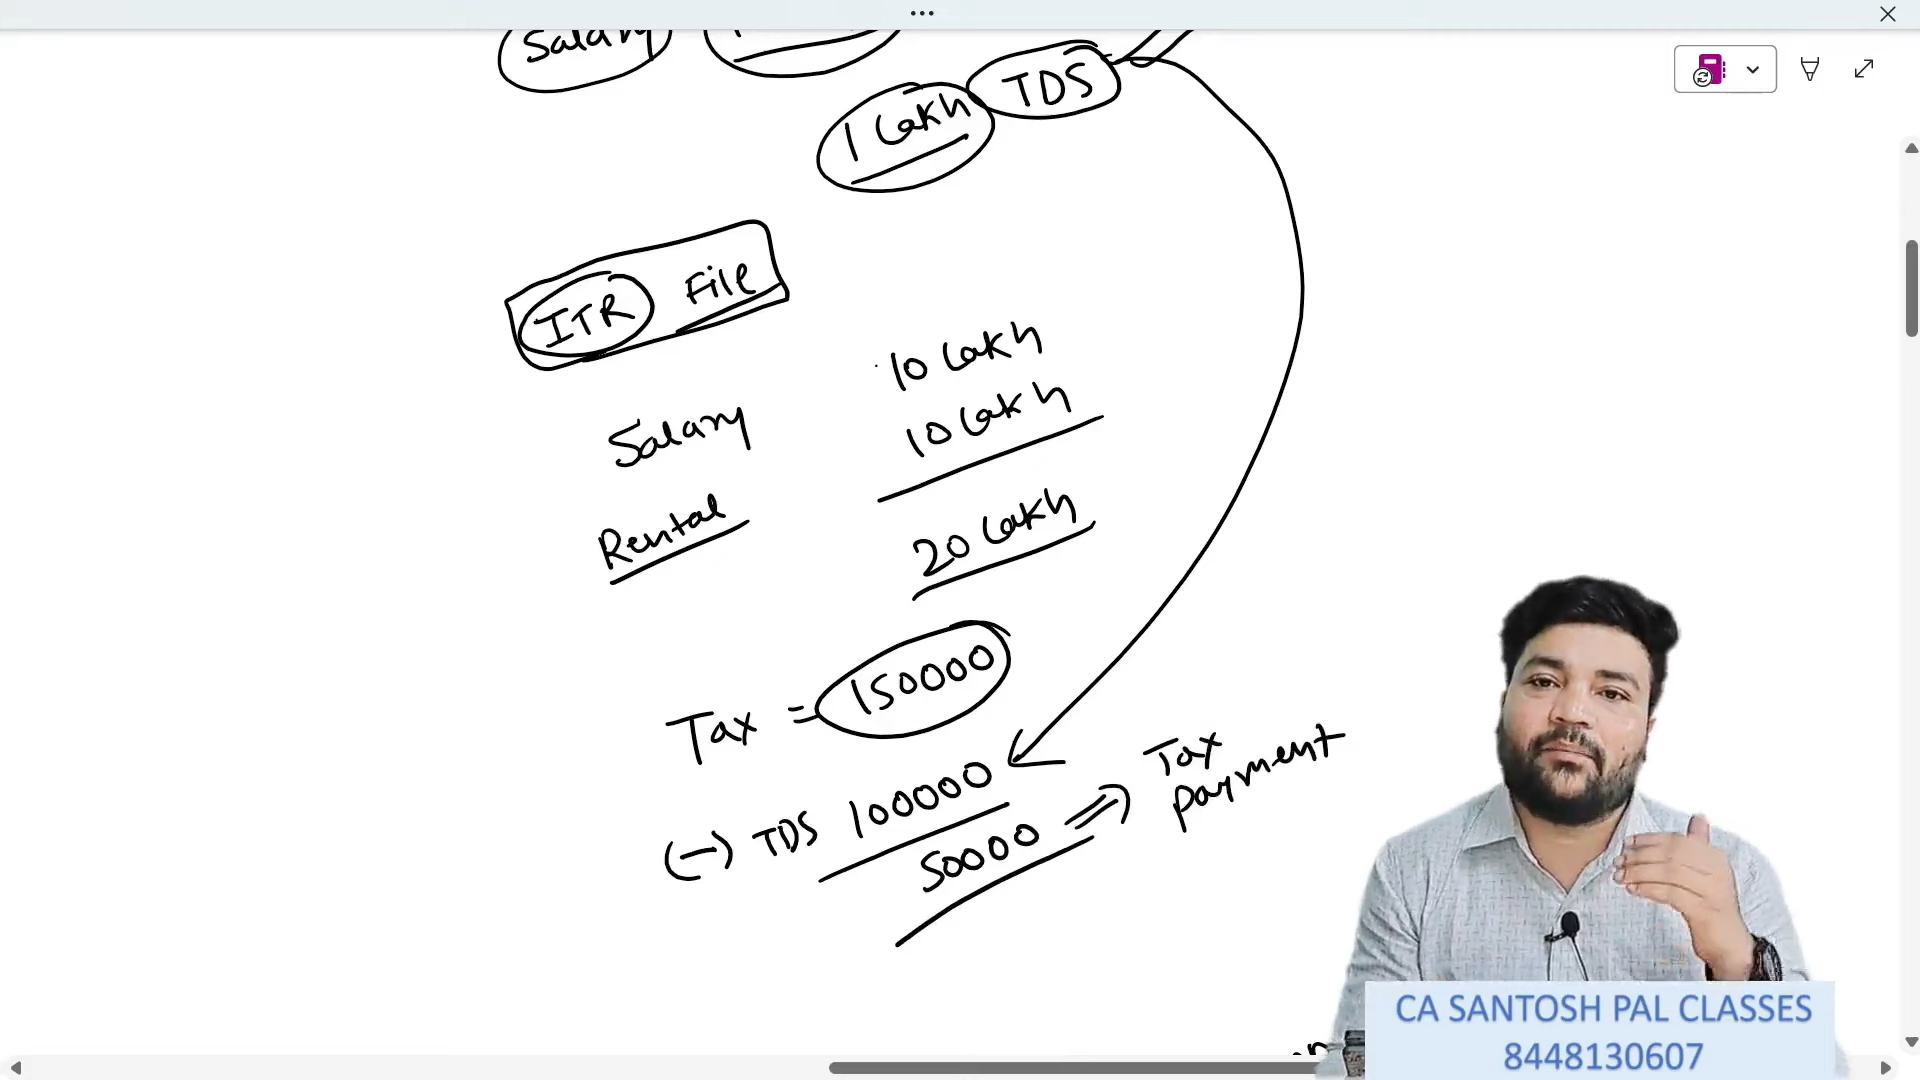 Salary
TDS
1 Lakh
ITR File
10 Lakh
Salary 10 Lakh
Rental 20 Lakh
Tax = 150000
(-) TDS 100000
50000 ⇒ Tax payment
CA SANTOSH PAL CLASSES
8448130607